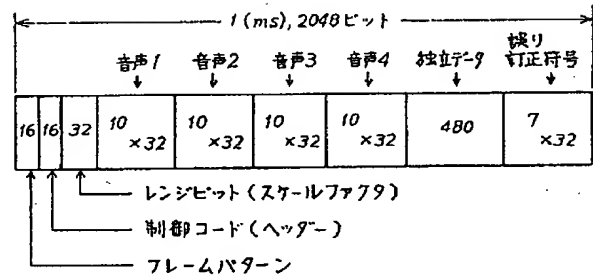 1 (ms), 2048ビット
音声1 音声2 音声3 音声4 独立データ 誤り訂正符号
16 16 32 10×32 10×32 10×32 10×32 480 7×32
レンジビット(スケールファクタ)
制御コード(ヘッダー)
フレームパターン